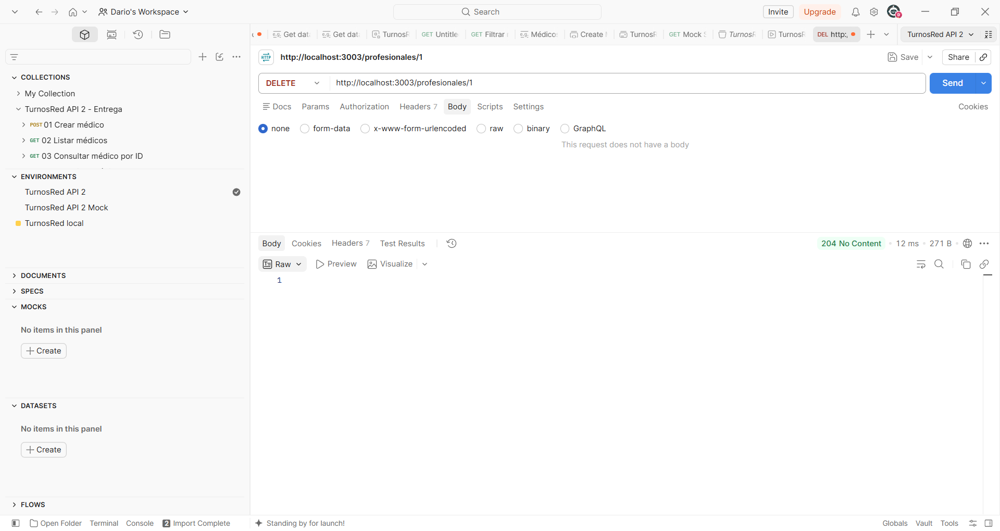 Dario's Workspace
Search
Invite
Upgrade
D
e.g. Get dat
e.g. Get dat
TurnosR
GET Untitle
GET Filtrar
e.g. Médico
Create
TurnosR
GET Mock S
TurnosR
TurnosR
DEL http:/
TurnosRed API 2
HTTP http://localhost:3003/profesionales/1
Save
Share
COLLECTIONS
My Collection
TurnosRed API 2 - Entrega
POST 01 Crear médico
GET 02 Listar médicos
GET 03 Consultar médico por ID
ENVIRONMENTS
TurnosRed API 2
TurnosRed API 2 Mock
TurnosRed local
DOCUMENTS
SPECS
MOCKS
No items in this panel
Create
DATASETS
No items in this panel
Create
FLOWS
DELETE
http://localhost:3003/profesionales/1
Send
Docs
Params
Authorization
Headers 7
Body
Scripts
Settings
Cookies
none
form-data
x-www-form-urlencoded
raw
binary
GraphQL
This request does not have a body
Body
Cookies
Headers 7
Test Results
204 No Content
12 ms
271 B
Raw
Preview
Visualize
1
Open Folder
Terminal
Console
2 Import Complete
Standing by for launch!
Globals
Vault
Tools